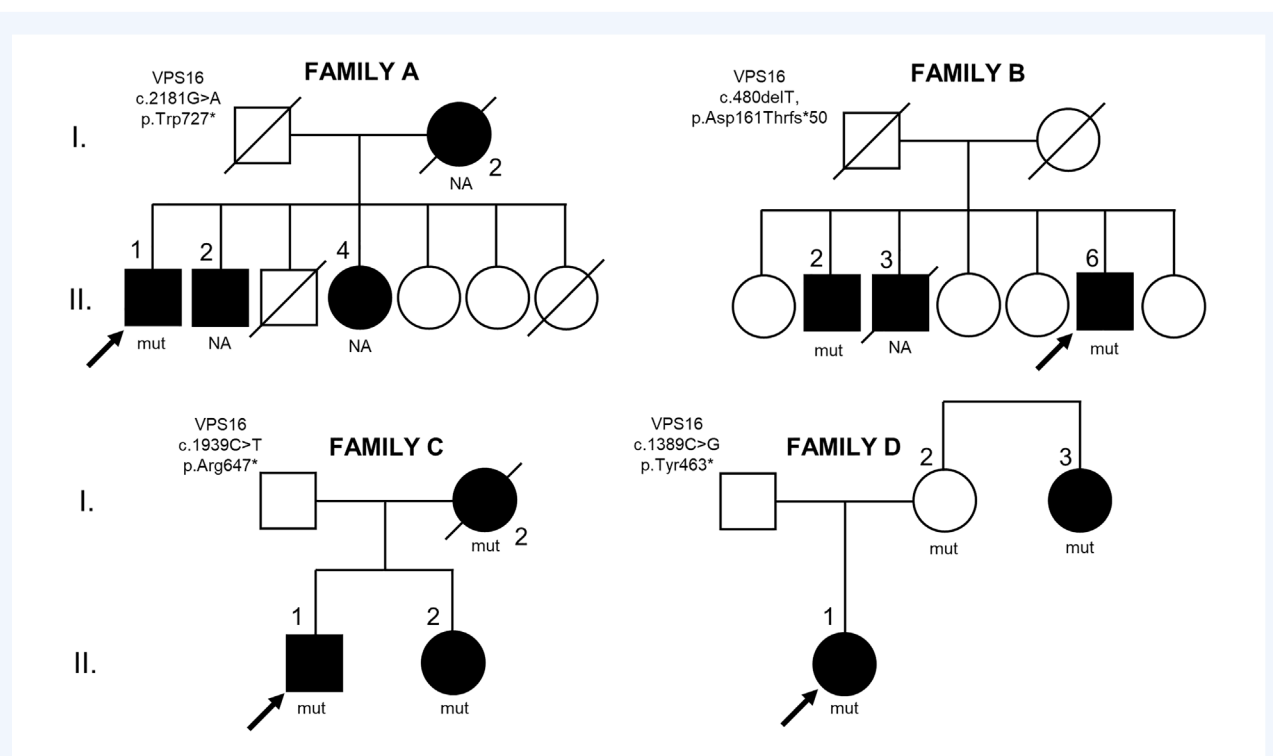 FAMILY A
VPS16
c.2181G>A
p.Trp727*
I.
2
NA
1
2
4
II.
mut
NA
NA
FAMILY B
VPS16
c.480delT,
p.Asp161Thrfs*50
2
3
6
mut
NA
mut
FAMILY C
VPS16
c.1939C>T
p.Arg647*
I.
mut
2
1
2
II.
mut
mut
FAMILY D
VPS16
c.1389C>G
p.Tyr463*
2
3
mut
mut
1
mut